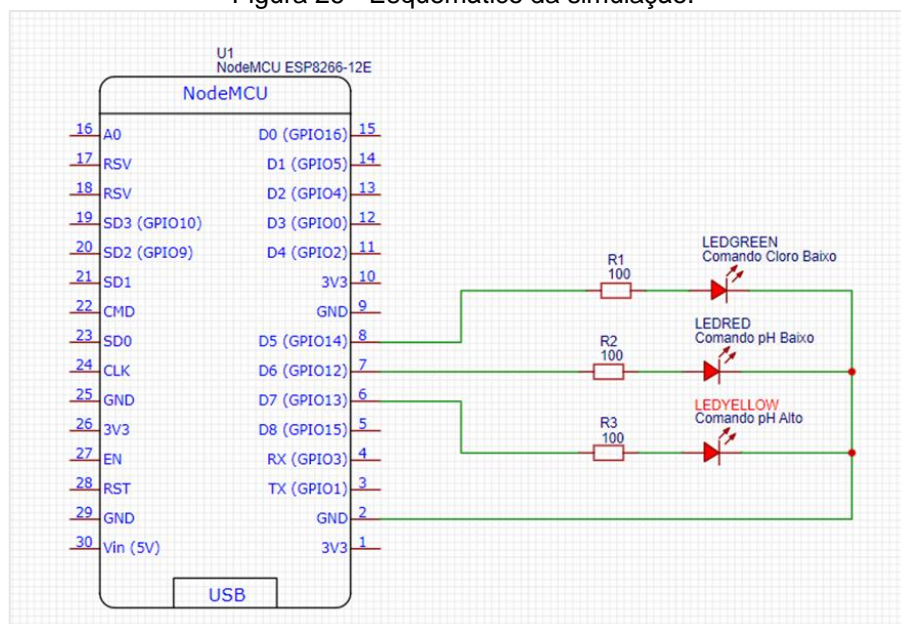 Figura 26 - Esquemático da simulação.
U1
NodeMCU ESP8266-12E
NodeMCU
16 A0 D0 (GPIO16) 15
17 RSV D1 (GPIO5) 14
18 RSV D2 (GPIO4) 13
19 SD3 (GPIO10) D3 (GPIO0) 12
20 SD2 (GPIO9) D4 (GPIO2) 11
21 SD1 3V3 10
22 CMD GND 9
23 SD0 D5 (GPIO14) 8
24 CLK D6 (GPIO12) 7
25 GND D7 (GPIO13) 6
26 3V3 D8 (GPIO15) 5
27 EN RX (GPIO3) 4
28 RST TX (GPIO1) 3
29 GND GND 2
30 Vin (5V) 3V3 1
USB
R1
100
LEDGREEN
Comando Cloro Baixo
R2
100
LEDRED
Comando pH Baixo
R3
100
LEDYELLOW
Comando pH Alto